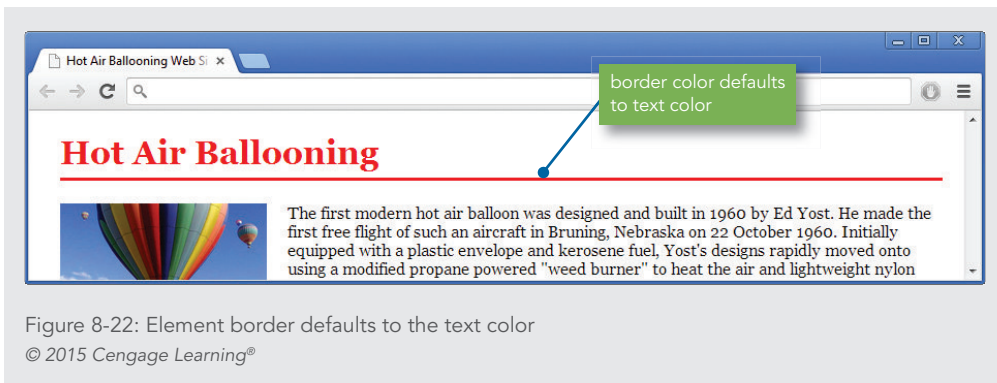 Hot Air Ballooning Web Si
border color defaults
to text color
Hot Air Ballooning
The first modern hot air balloon was designed and built in 1960 by Ed Yost. He made the
first free flight of such an aircraft in Bruning, Nebraska on 22 October 1960. Initially
equipped with a plastic envelope and kerosene fuel, Yost's designs rapidly moved onto
using a modified propane powered "weed burner" to heat the air and lightweight nylon
Figure 8-22: Element border defaults to the text color
© 2015 Cengage Learning®